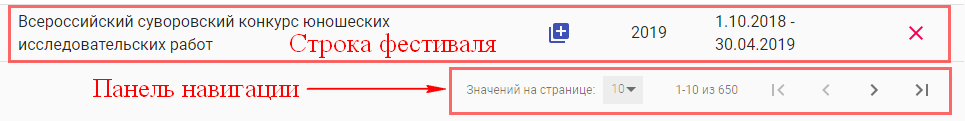 Всероссийский суворовский конкурс юношеских
исследовательских работ
2019
1.10.2018 -
30.04.2019
Строка фестиваля
Панель навигации
Значений на странице: 10 1-10 из 650